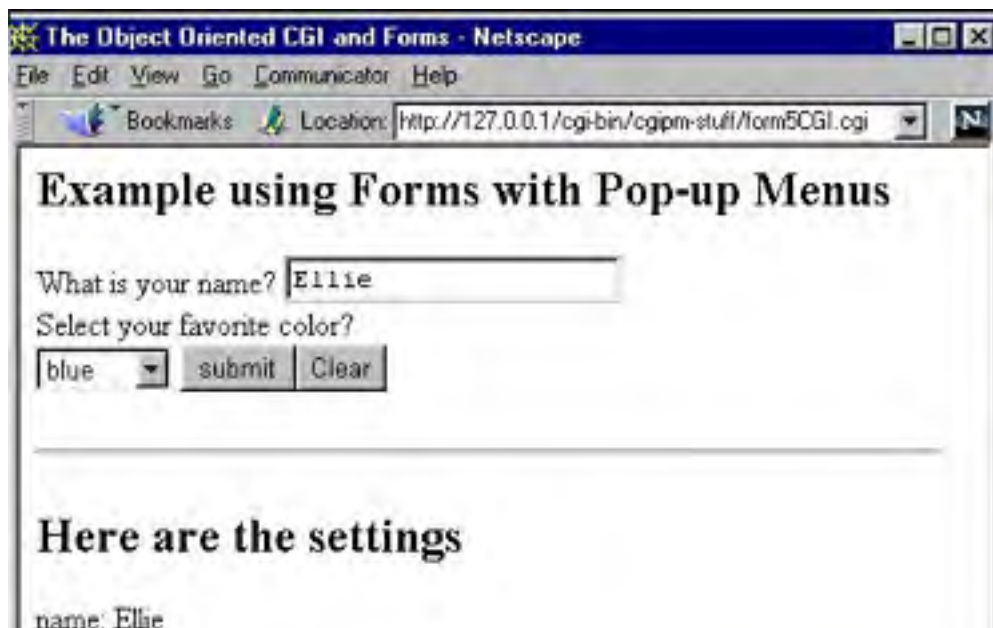 The Object Oriented CGI and Forms - Netscape
File Edit View Go Communicator Help
Bookmarks Location: http://127.0.0.1/cgi-bin/cgipm-stuff/form5CGI.cgi N
Example using Forms with Pop-up Menus
What is your name? Ellie
Select your favorite color?
blue submit Clear
Here are the settings
name: Ellie